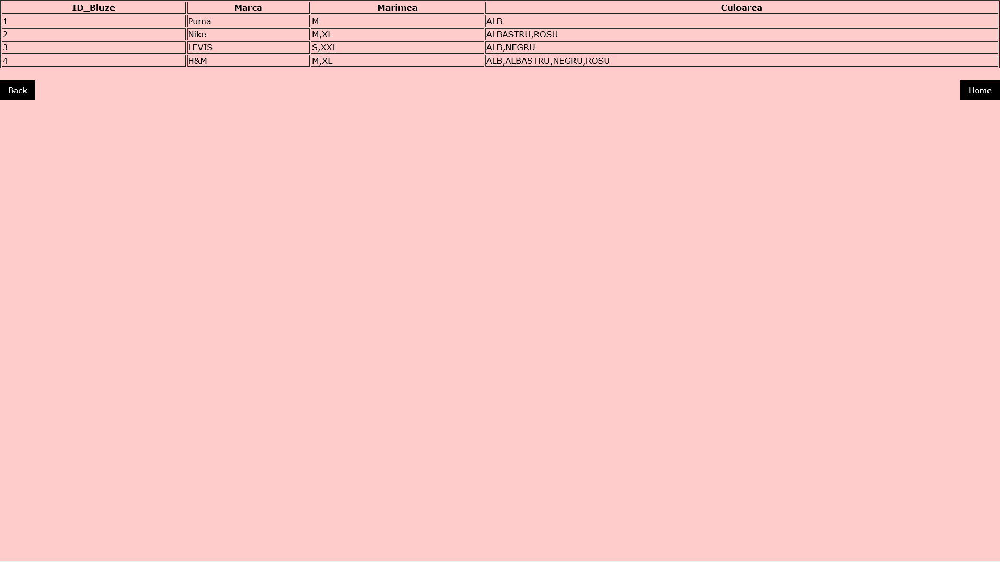 ID_Bluze Marca Marimea Culoarea
1 Puma M ALB
2 Nike M,XL ALBASTRU,ROSU
3 LEVIS S,XXL ALB,NEGRU
4 H&M M,XL ALB,ALBASTRU,NEGRU,ROSU
Back Home